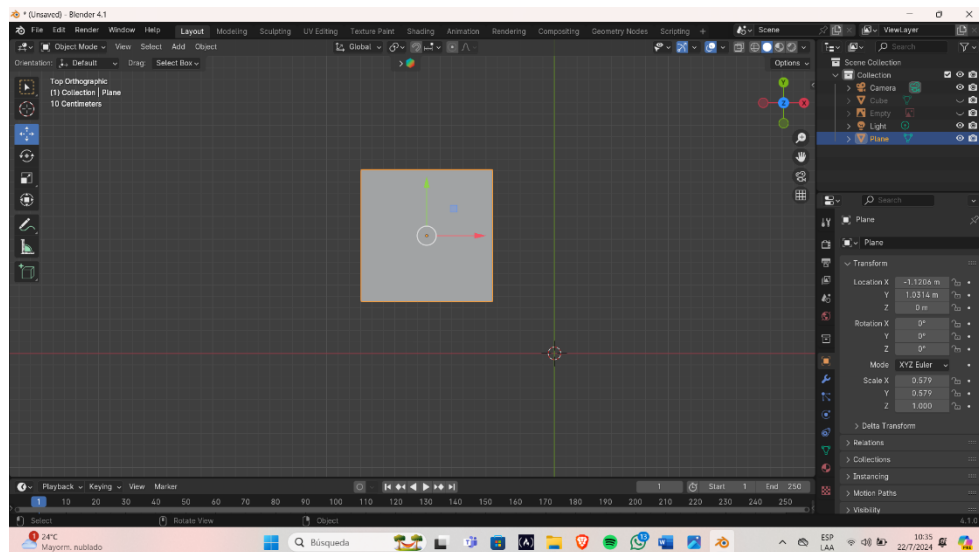 * (Unsaved) - Blender 4.1
File Edit Render Window Help Layout Modeling Sculpting UV Editing Texture Paint Shading Animation Rendering Compositing Geometry Nodes Scripting + Scene ViewLayer
Object Mode View Select Add Object Global Search
Orientation: Default Drag: Select Box Options
Top Orthographic
(1) Collection | Plane
10 Centimeters
Y
Z X
Scene Collection
Collection
Camera
Cube
Empty
Light
Plane
Search
Plane
Plane
Transform
Location X -1.1206 m
Y 1.0314 m
Z 0 m
Rotation X 0°
Y 0°
Z 0°
Mode XYZ Euler
Scale X 0.579
Y 0.579
Z 1.000
Delta Transform
Relations
Collections
Instancing
Motion Paths
Visibility
Playback Keying View Marker 1 Start 1 End 250
1 10 20 30 40 50 60 70 80 90 100 110 120 130 140 150 160 170 180 190 200 210 220 230 240 250
Select Rotate View Object 4.1.0
24°C
Mayorm. nublado
Búsqueda
ESP
LAA
10:35
22/7/2024